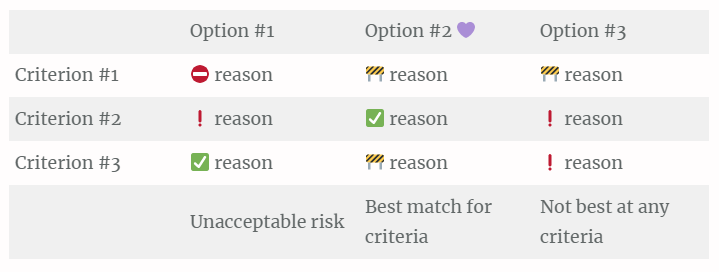 Option #1 Option #2 💜 Option #3
Criterion #1 ⛔ reason 🚧 reason 🚧 reason
Criterion #2 ❗ reason ✅ reason ❗ reason
Criterion #3 ✅ reason 🚧 reason ❗ reason
Unacceptable risk
Best match for
criteria
Not best at any
criteria